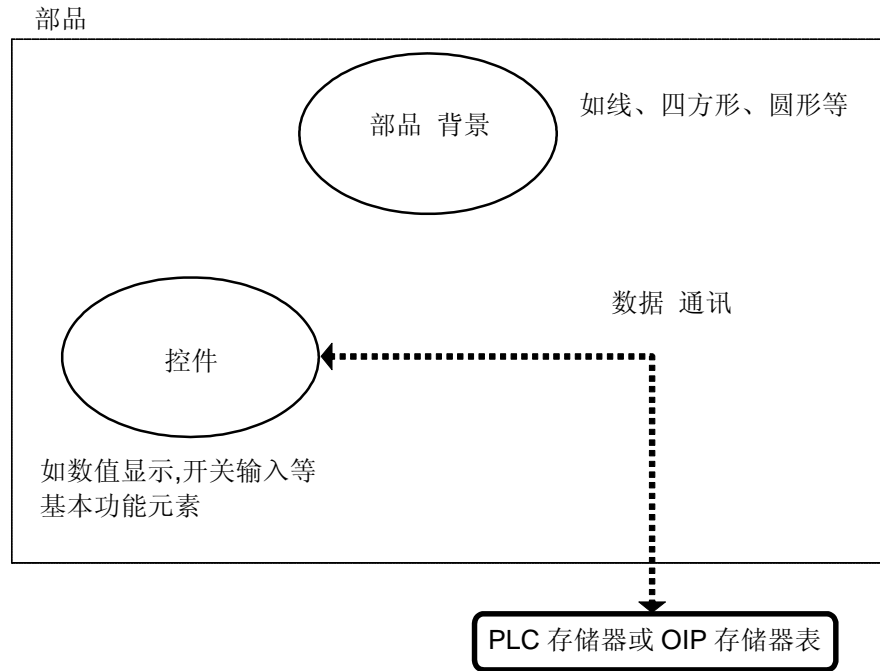 部品
部品 背景
如线、四方形、圆形等
数据 通讯
控件
如数值显示,开关输入等
基本功能元素
PLC 存储器或 OIP 存储器表